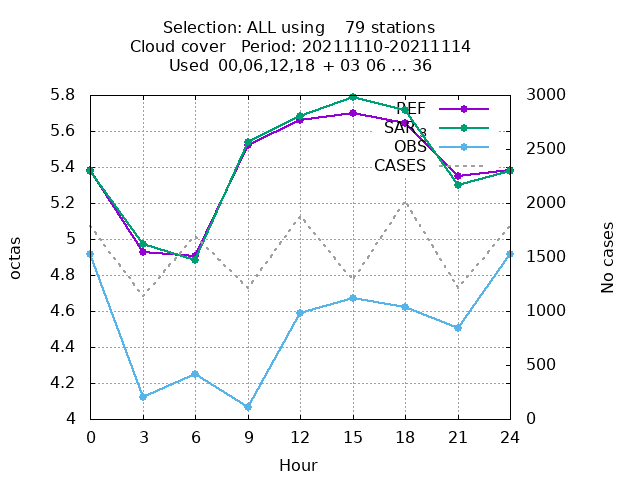 Selection: ALL using    79 stations
Cloud cover   Period: 20211110-20211114
Used  00,06,12,18 + 03 06 ... 36
REF
OBS
CASES
octas
No cases
5.8
5.6
5.4
5.2
5
4.8
4.6
4.4
4.2
4
3000
2500
2000
1500
1000
500
0
0 3 6 9 12 15 18 21 24
Hour